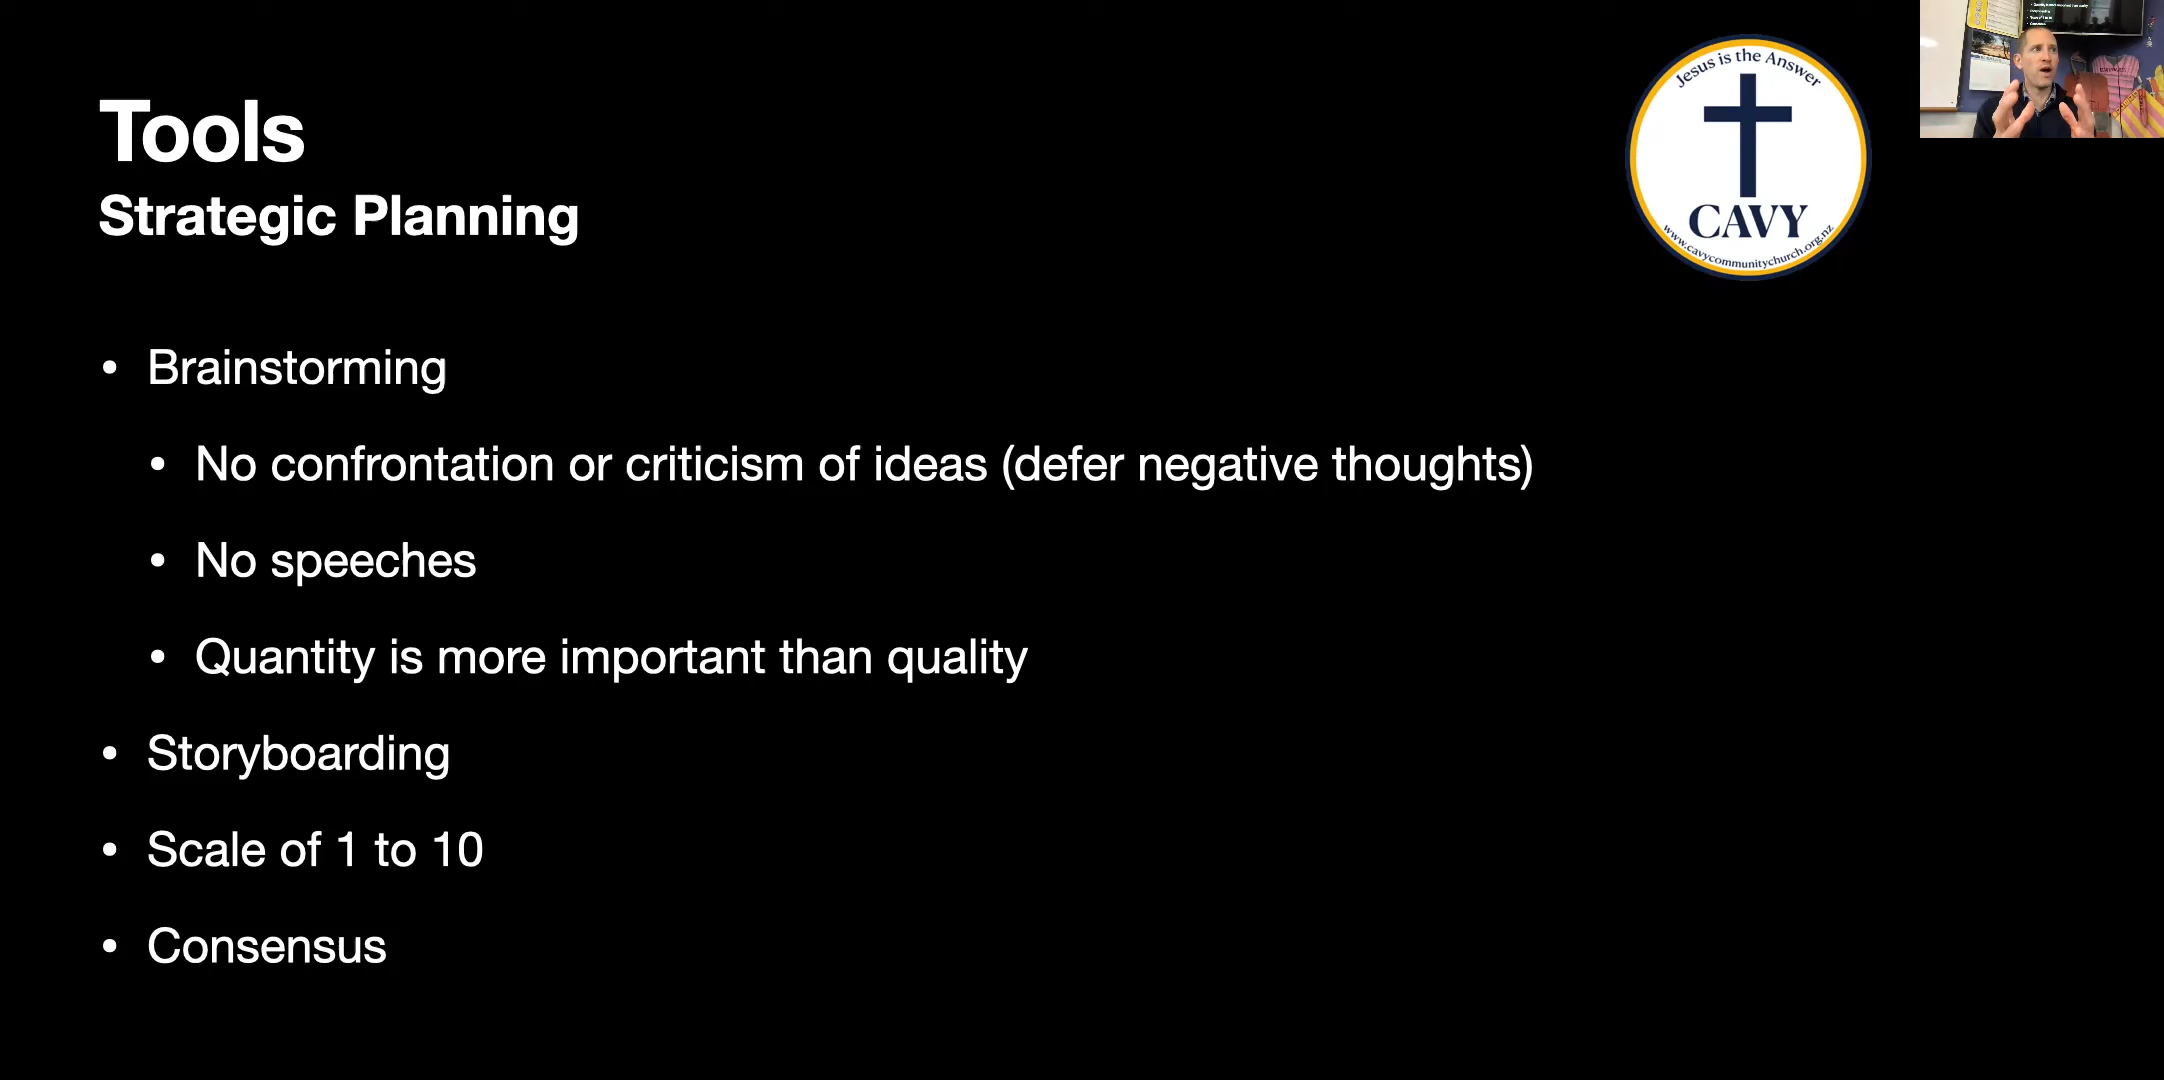 Tools
Strategic Planning
Jesus is the Answer
CAVY
www.cavycommunitychurch.org.nz
• Brainstorming
• No confrontation or criticism of ideas (defer negative thoughts)
• No speeches
• Quantity is more important than quality
• Storyboarding
• Scale of 1 to 10
• Consensus